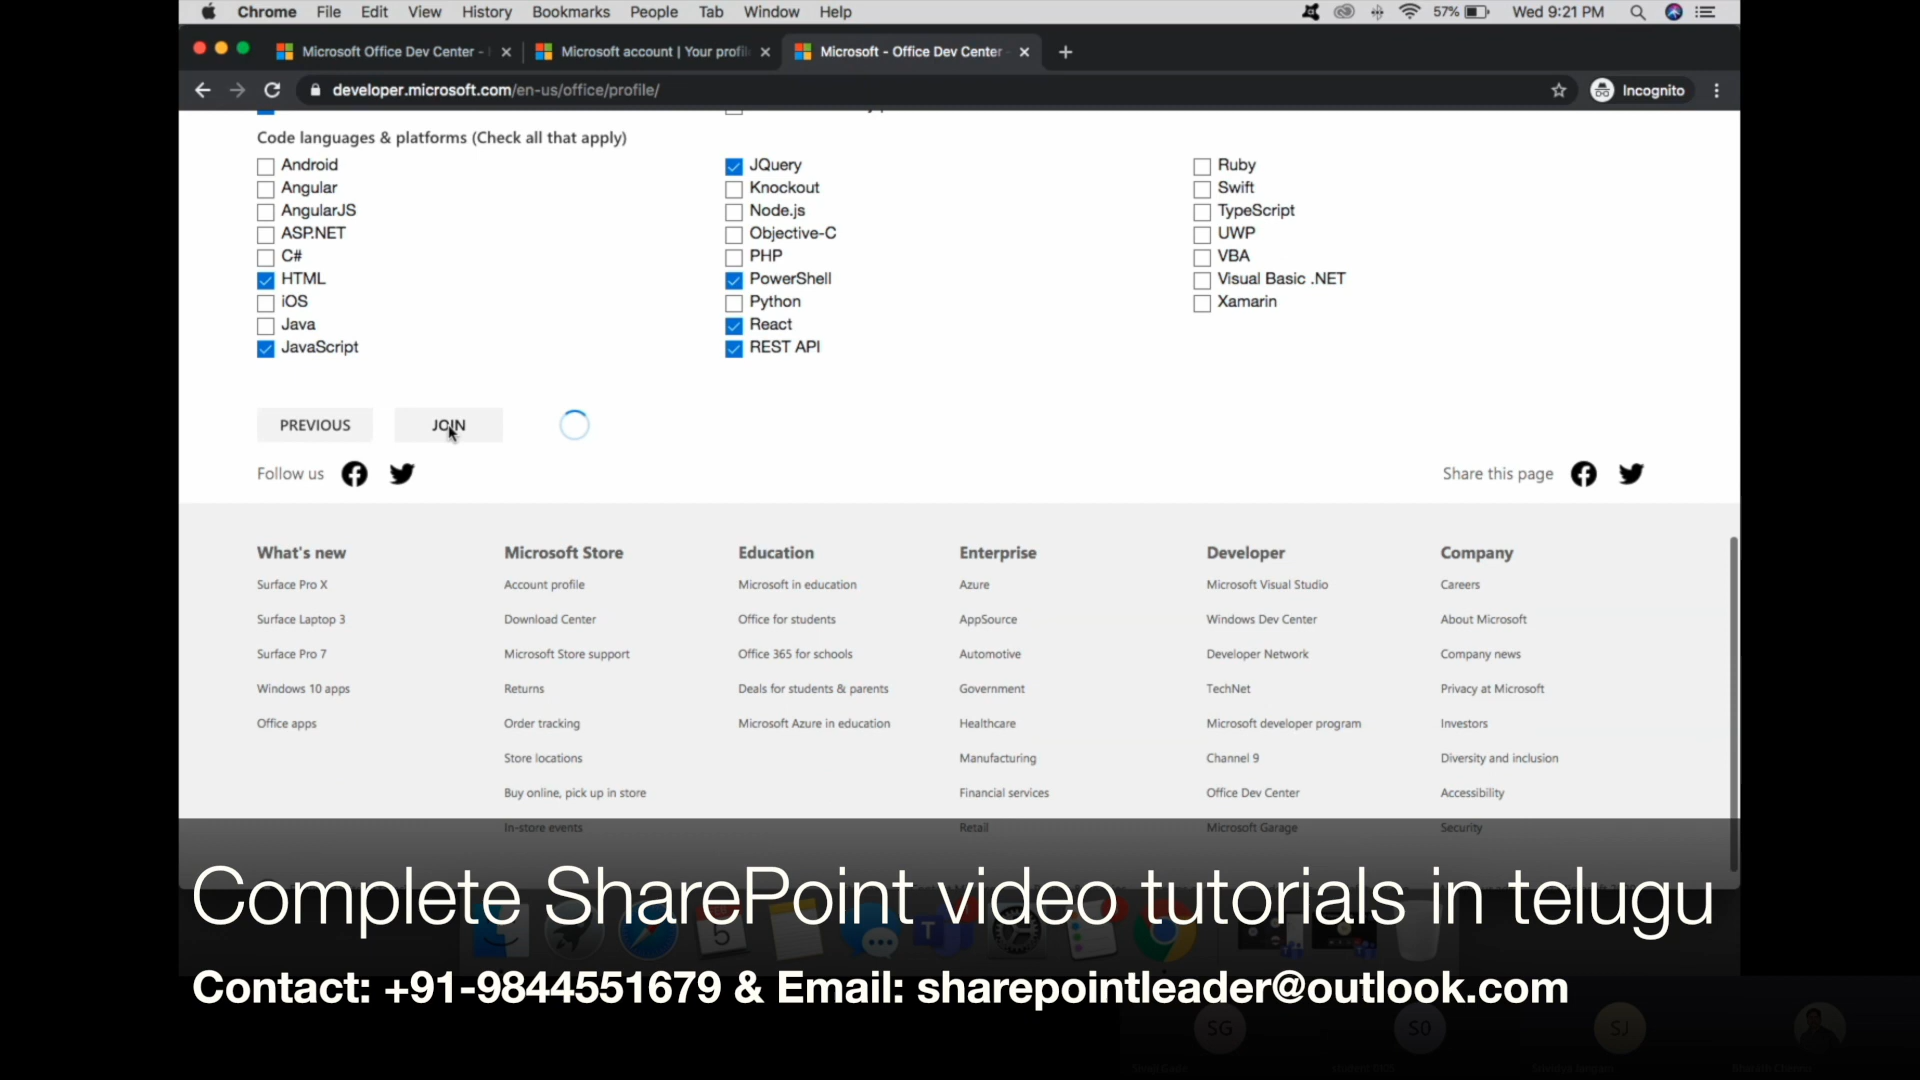 Chrome File Edit View History Bookmarks People Tab Window Help 57% Wed 9:21 PM
Microsoft Office Dev Center - Microsoft account | Your profil Microsoft - Office Dev Center
developer.microsoft.com/en-us/office/profile/ Incognito
Code languages & platforms (Check all that apply)
Android JQuery Ruby
Angular Knockout Swift
AngularJS Node.js TypeScript
ASP.NET Objective-C UWP
C# PHP VBA
HTML PowerShell Visual Basic .NET
iOS Python Xamarin
Java React
JavaScript REST API
PREVIOUS JOIN
Follow us Share this page
What's new Microsoft Store Education Enterprise Developer Company
Surface Pro X Account profile Microsoft in education Azure Microsoft Visual Studio Careers
Surface Laptop 3 Download Center Office for students AppSource Windows Dev Center About Microsoft
Surface Pro 7 Microsoft Store support Office 365 for schools Automotive Developer Network Company news
Windows 10 apps Returns Deals for students & parents Government TechNet Privacy at Microsoft
Office apps Order tracking Microsoft Azure in education Healthcare Microsoft developer program Investors
Store locations Manufacturing Channel 9 Diversity and inclusion
Buy online, pick up in store Financial services Office Dev Center Accessibility
In-store events Retail Microsoft Garage Security
Complete SharePoint video tutorials in telugu
5
Contact: +91-9844551679 & Email: sharepointleader@outlook.com
SG SO SJ